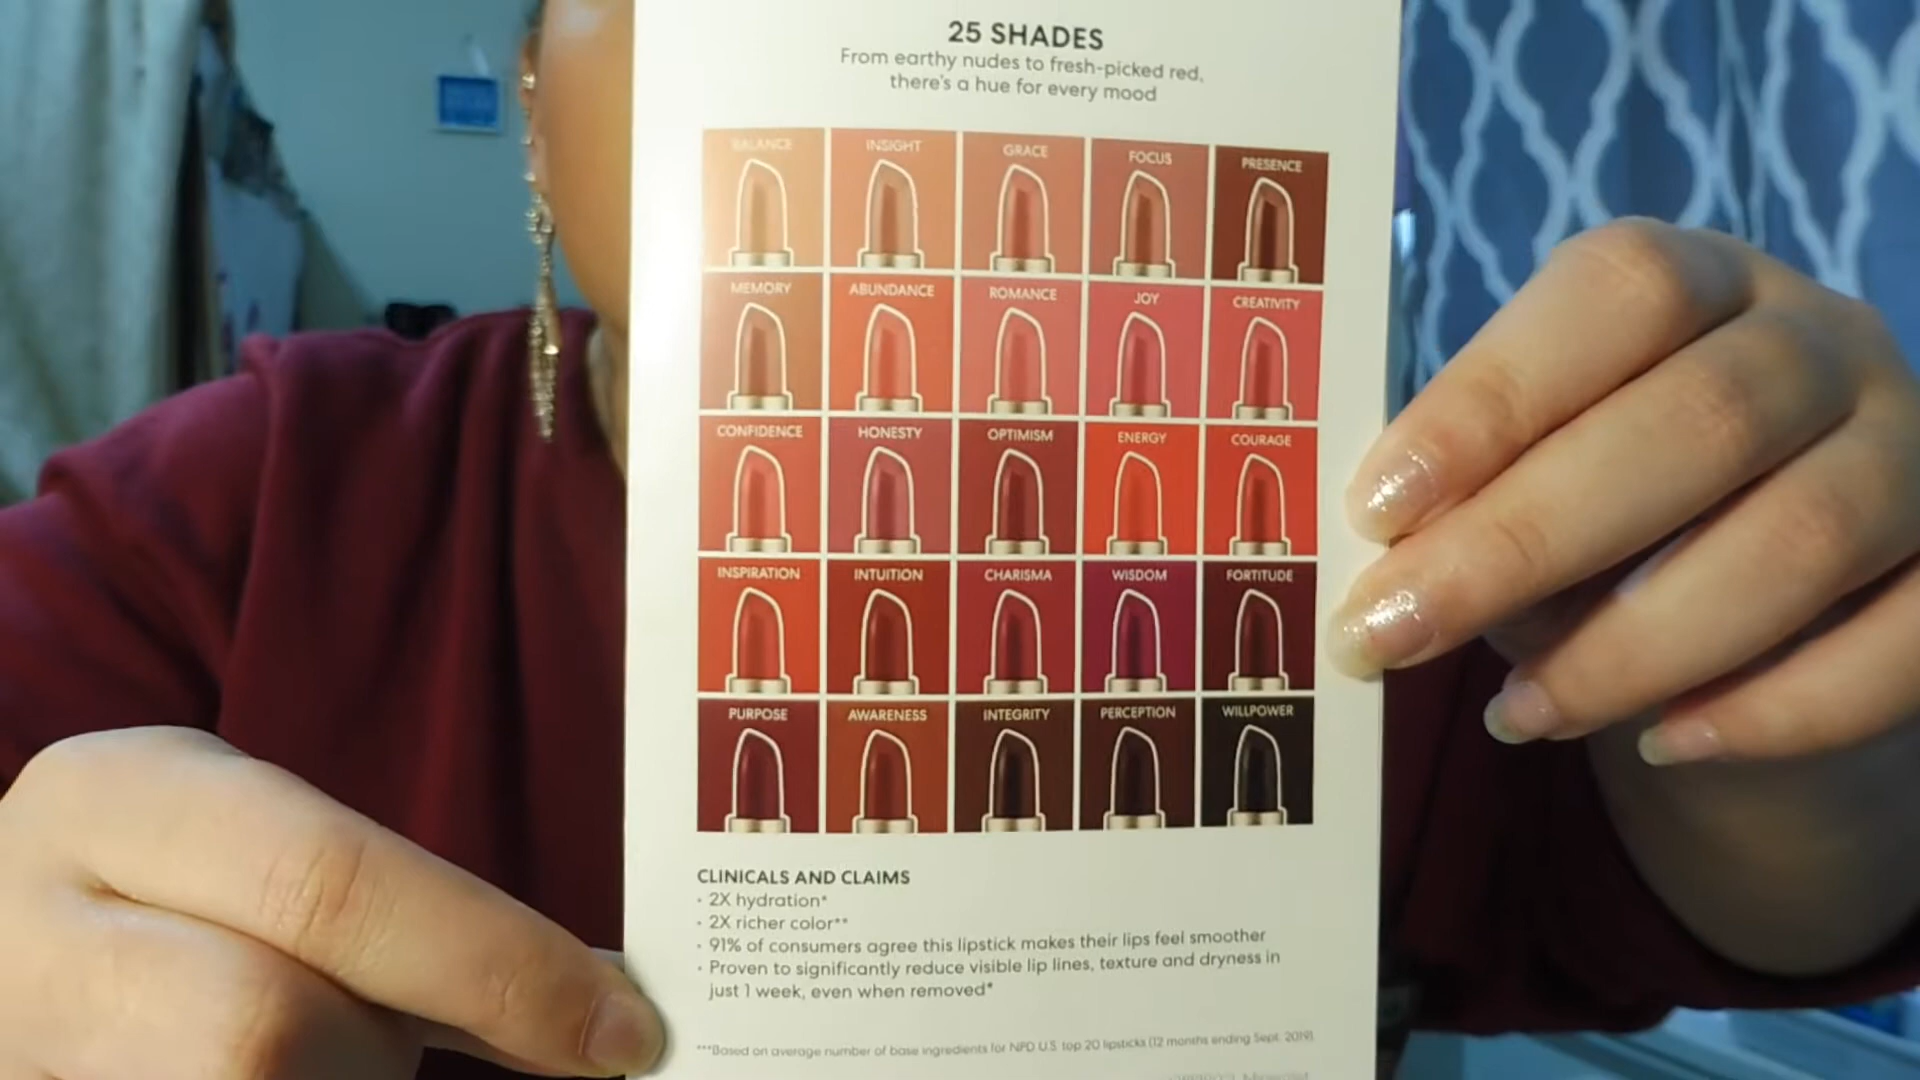 25 SHADES
From earthy nudes to fresh-picked red,
there's a hue for every mood
BALANCE INSIGHT GRACE FOCUS PRESENCE
MEMORY ABUNDANCE ROMANCE JOY CREATIVITY
CONFIDENCE HONESTY OPTIMISM ENERGY COURAGE
INSPIRATION INTUITION CHARISMA WISDOM FORTITUDE
PURPOSE AWARENESS INTEGRITY PERCEPTION WILLPOWER
CLINICALS AND CLAIMS
• 2X hydration*
• 2X richer color**
• 91% of consumers agree this lipstick makes their lips feel smoother
• Proven to significantly reduce visible lip lines, texture and dryness in
just 1 week, even when removed*
***Based on average number of base ingredients for NPD U.S. top 20 lipsticks (12 months ending Sept. 2019)